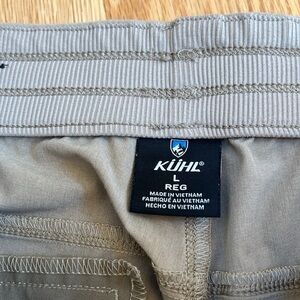 KÜHL®
L
REG
MADE IN VIETNAM
FABRIQUÉ AU VIETNAM
HECHO EN VIETNAM